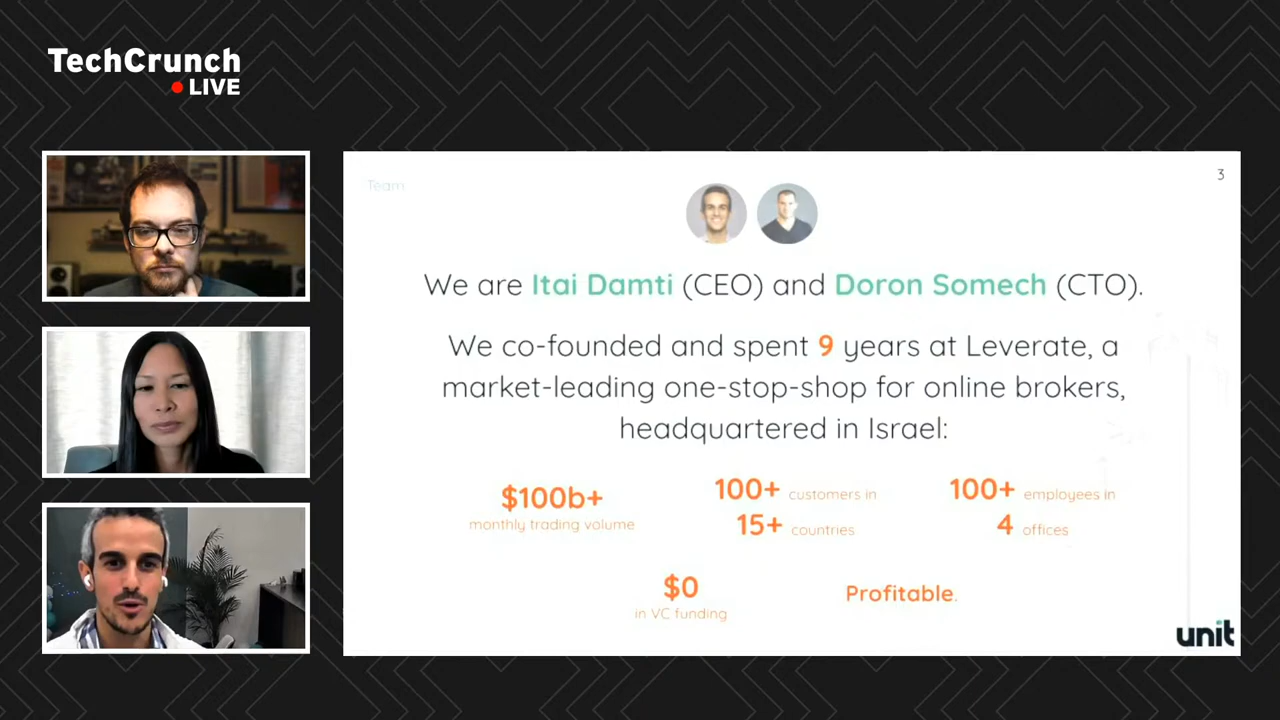 TechCrunch
LIVE
Team
3
We are Itai Damti (CEO) and Doron Somech (CTO).
We co-founded and spent 9 years at Leverate, a
market-leading one-stop-shop for online brokers,
headquartered in Israel:
$100b+
monthly trading volume
100+ customers in
15+ countries
100+ employees in
4 offices
$0
in VC funding
Profitable.
unit